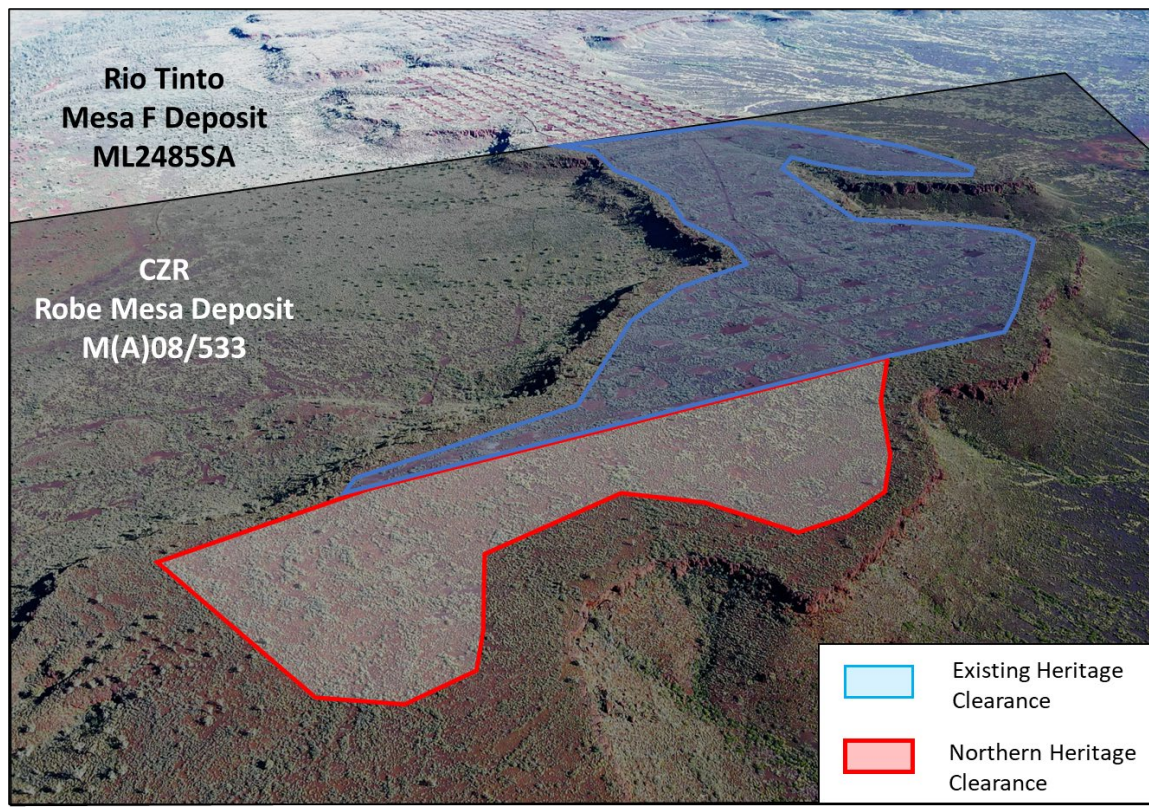 Rio Tinto
Mesa F Deposit
ML2485SA
CZR
Robe Mesa Deposit
M(A)08/533
Existing Heritage
Clearance
Northern Heritage
Clearance